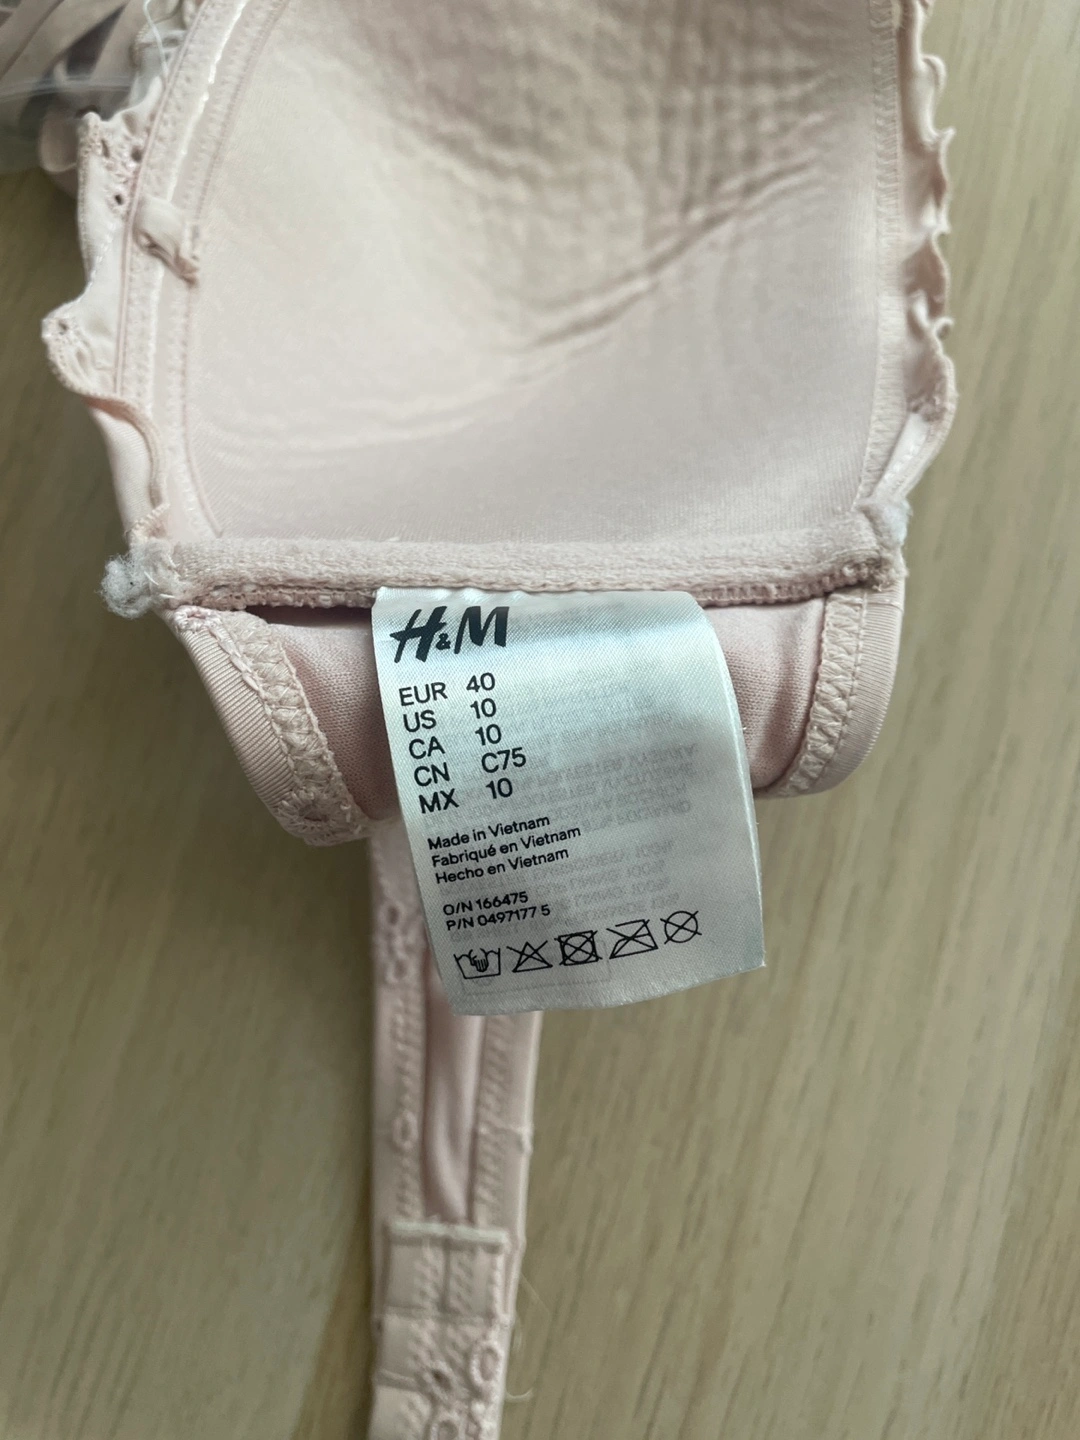 H&M
EUR 40
US 10
CA 10
CN C75
MX 10
Made in Vietnam
Fabriqué en Vietnam
Hecho en Vietnam
O/N 166475
P/N 0497177 5